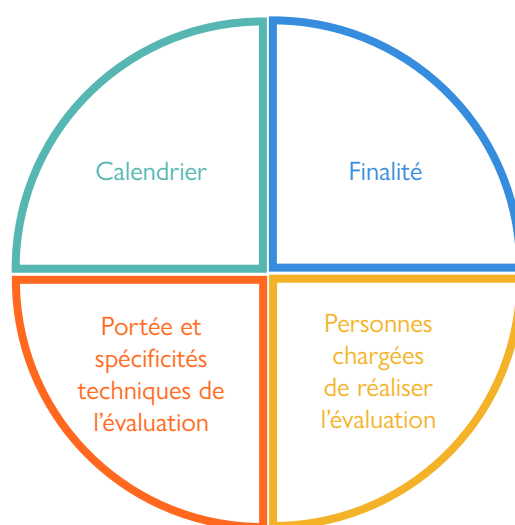 Calendrier
Finalité
Portée et
spécificités
techniques de
l'évaluation
Personnes
chargées
de réaliser
l'évaluation